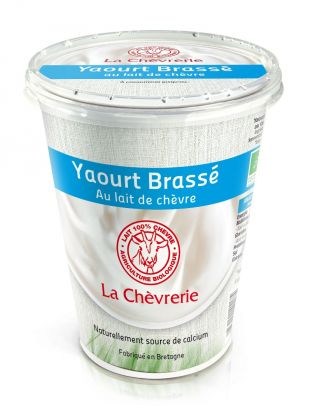 La Chèvrerie
Yaourt Brassé
au lait de chèvre
Yaourt Brassé
Au lait de chèvre
LAIT 100% CHÈVRE
AGRICULTURE BIOLOGIQUE
La Chèvrerie
Naturellement source de calcium
Fabriqué en Bretagne